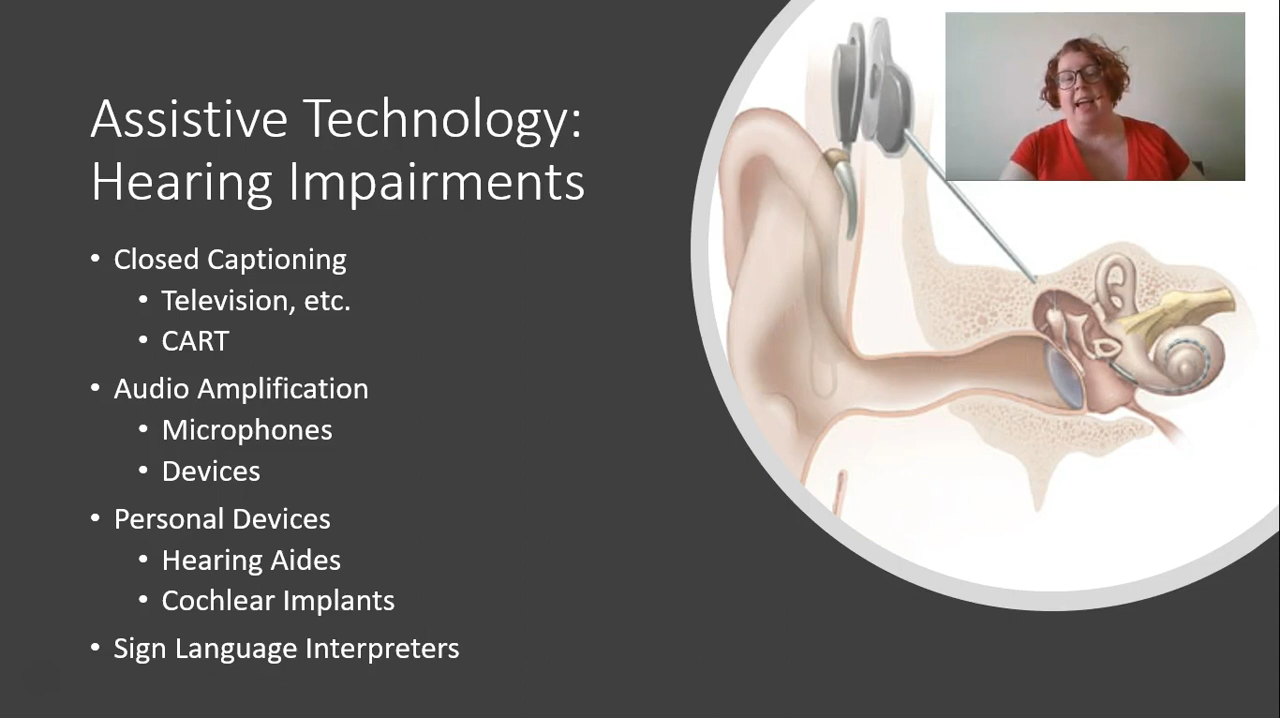 Assistive Technology:
Hearing Impairments
• Closed Captioning
• Television, etc.
• CART
• Audio Amplification
• Microphones
• Devices
• Personal Devices
• Hearing Aides
• Cochlear Implants
• Sign Language Interpreters